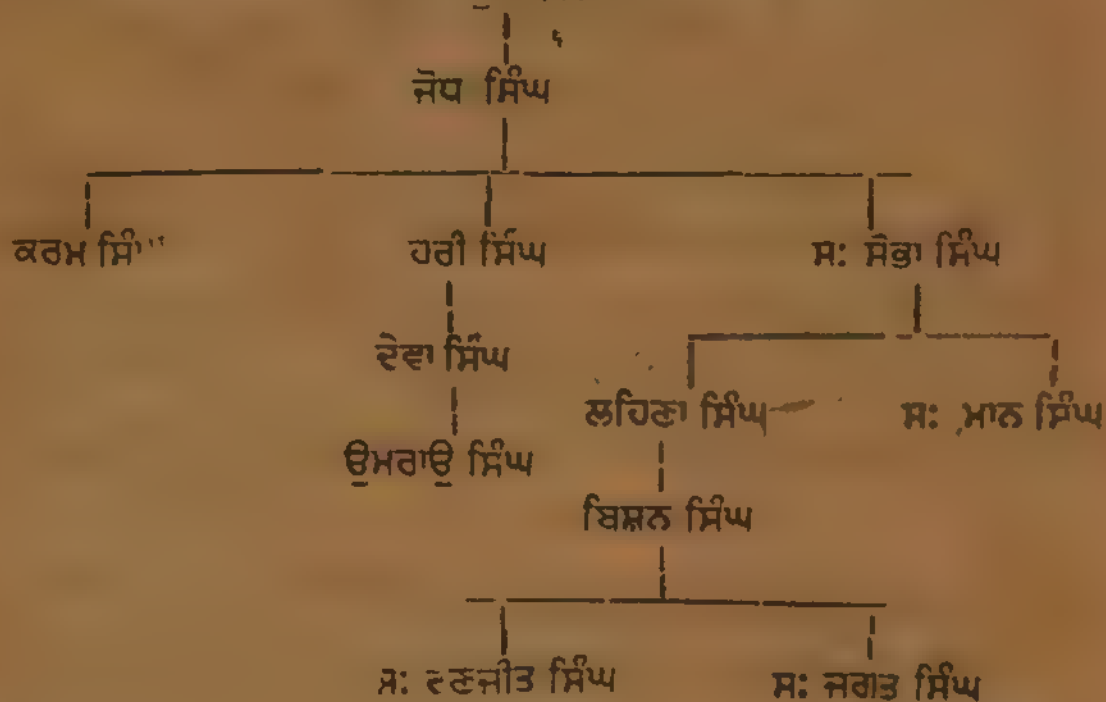 ਜੋਧ ਸਿੰਘ
ਕਰਮ ਹਰੀ ਸਿੰਘ ਸ: ਸੋਭਾ ਸਿੰਘ
ਦੇਵਾ ਸਿੰਘ
ਲਹਿਣਾ ਸਿੰਘ ਸ: ਮਾਨ ਸਿੰਘ
ਉਮਰਾਉ ਸਿੰਘ
ਬਿਸ਼ਨ ਸਿੰਘ
ਸ: ਰਣਜੀਤ ਸਿੰਘ ਸ: ਜਗਤ ਸਿੰਘ